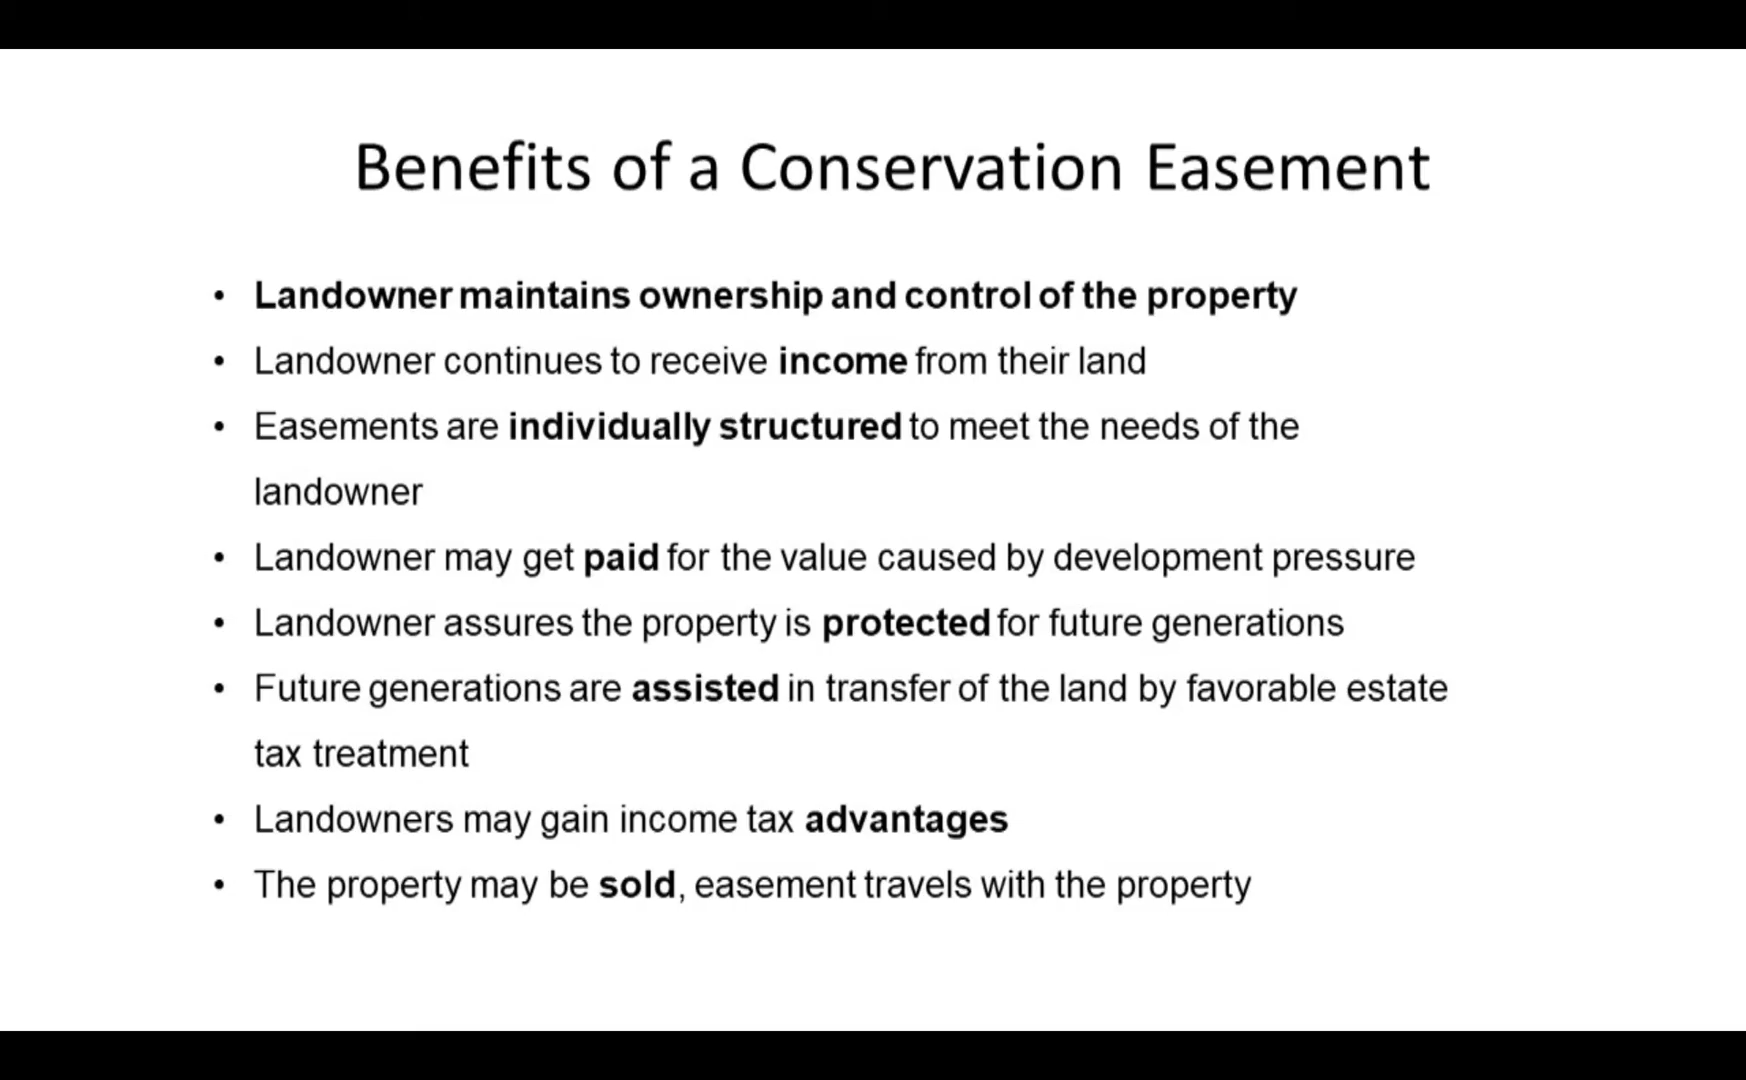 Benefits of a Conservation Easement
• Landowner maintains ownership and control of the property
• Landowner continues to receive income from their land
• Easements are individually structured to meet the needs of the
landowner
• Landowner may get paid for the value caused by development pressure
• Landowner assures the property is protected for future generations
• Future generations are assisted in transfer of the land by favorable estate
tax treatment
• Landowners may gain income tax advantages
• The property may be sold, easement travels with the property